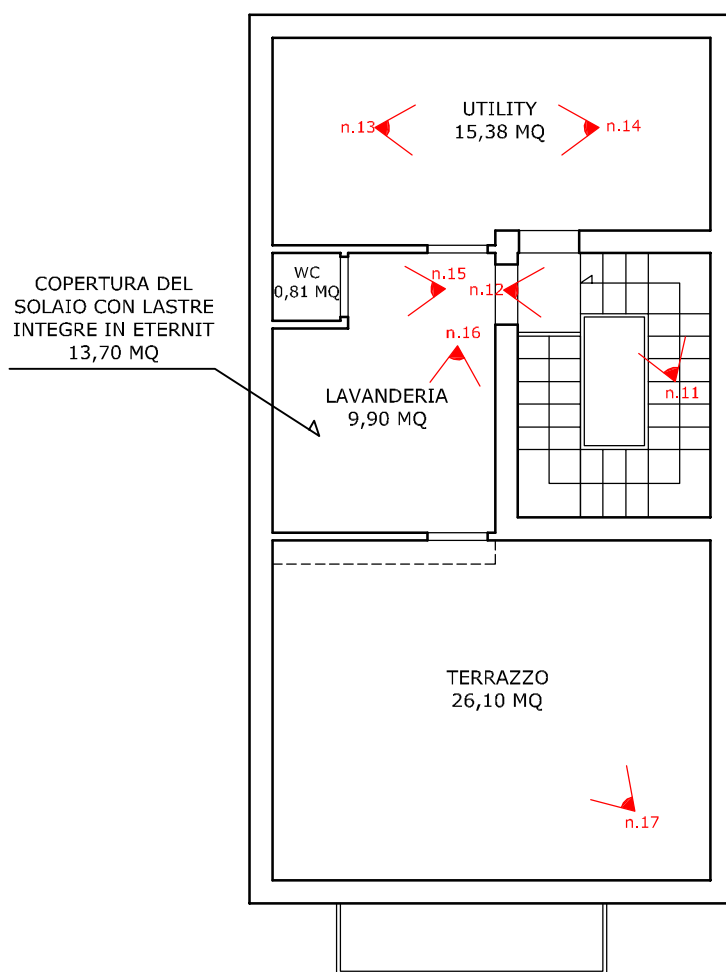 UTILITY
15,38 MQ
n.13
n.14
WC
0,81 MQ
n.15
n.12
COPERTURA DEL
SOLAIO CON LASTRE
INTEGRE IN ETERNIT
13,70 MQ
n.16
LAVANDERIA
9,90 MQ
n.11
TERRAZZO
26,10 MQ
n.17